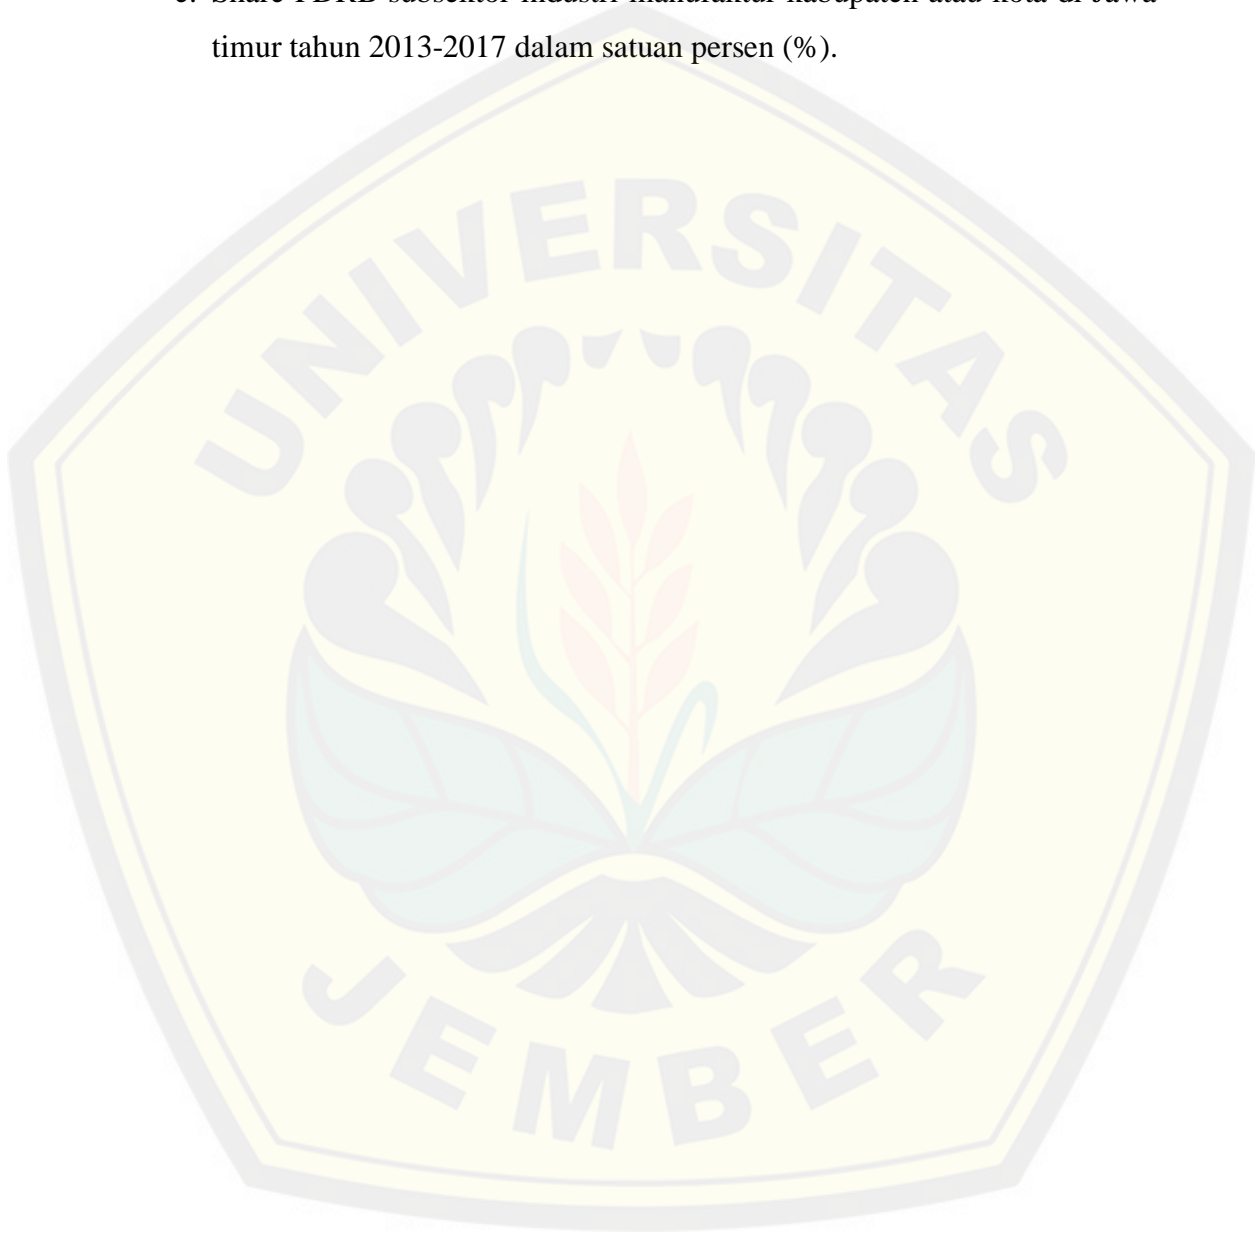 Share PDRB subsektor industri manufaktur kabupaten atau kota di Jawa
timur tahun 2013-2017 dalam satuan persen (%).
UNIVERSITAS
JEMBER